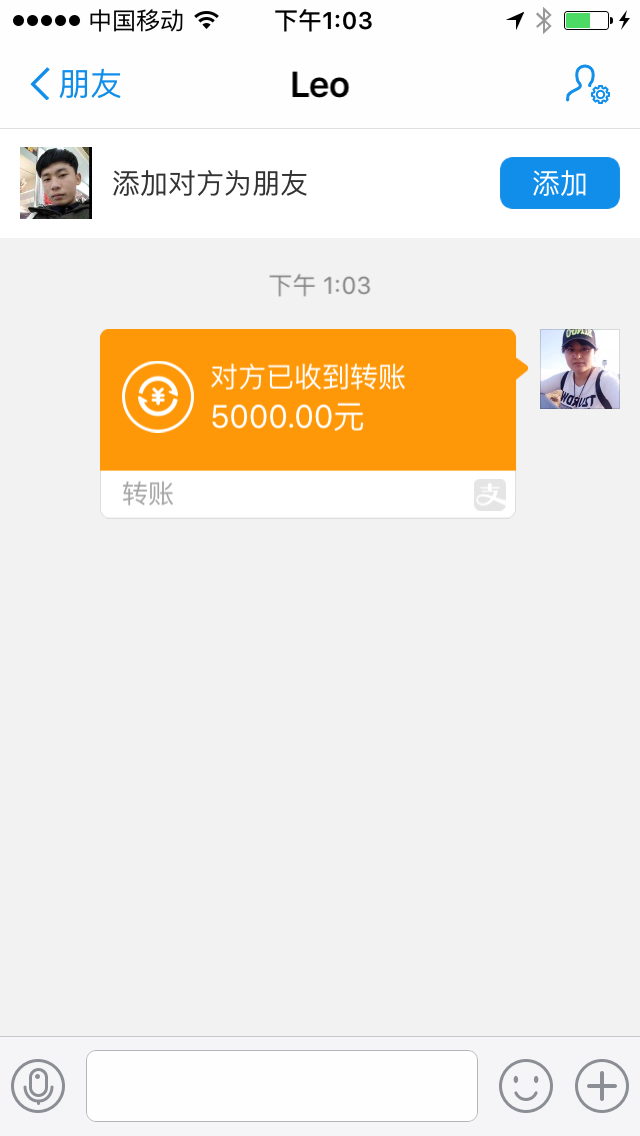 中国移动
下午1:03
朋友
Leo
添加对方为朋友
添加
下午 1:03
¥
对方已收到转账
5000.00元
转账
支